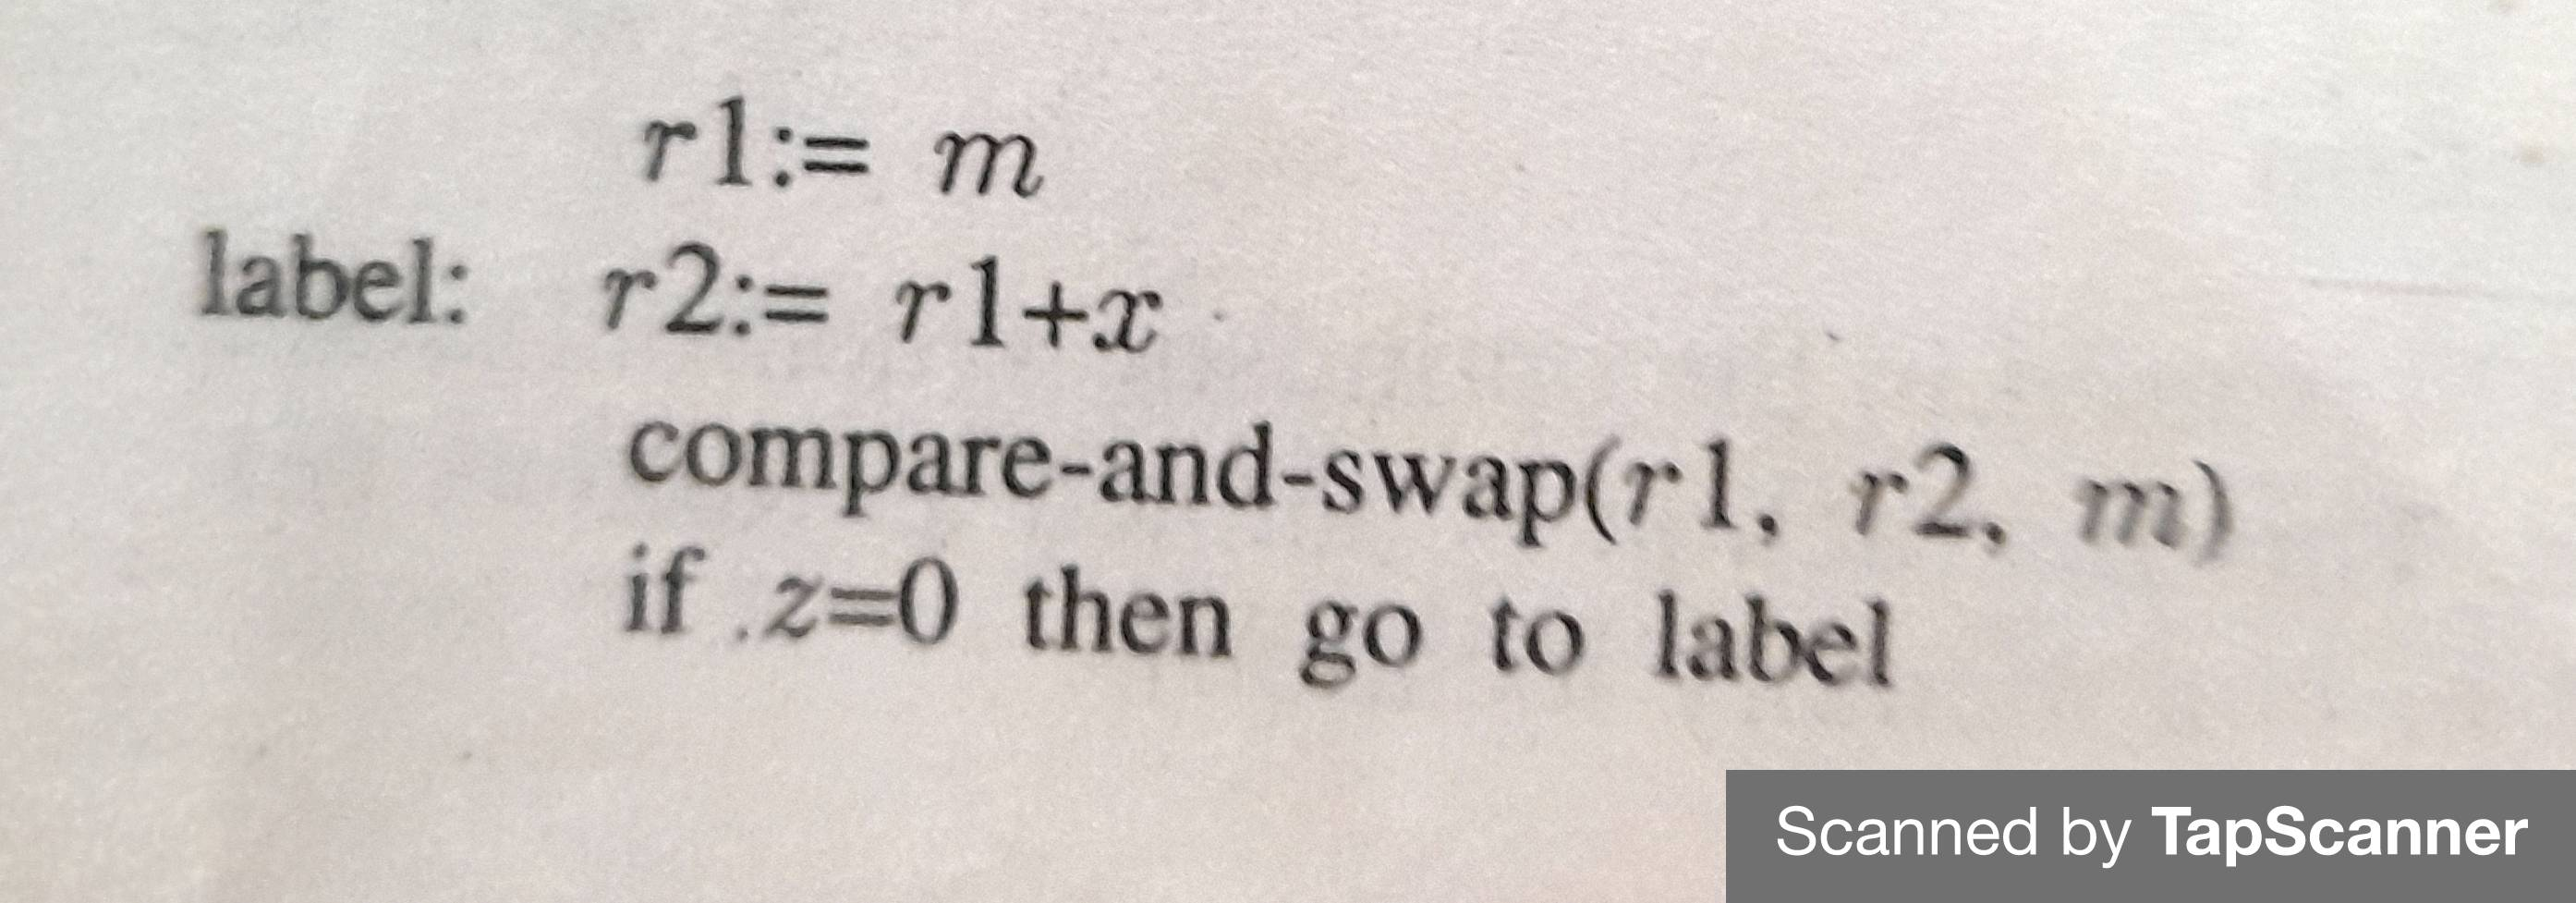 r1:= m
label: r2:= r1+x
compare-and-swap(r1, r2, m)
if z=0 then go to label
Scanned by TapScanner